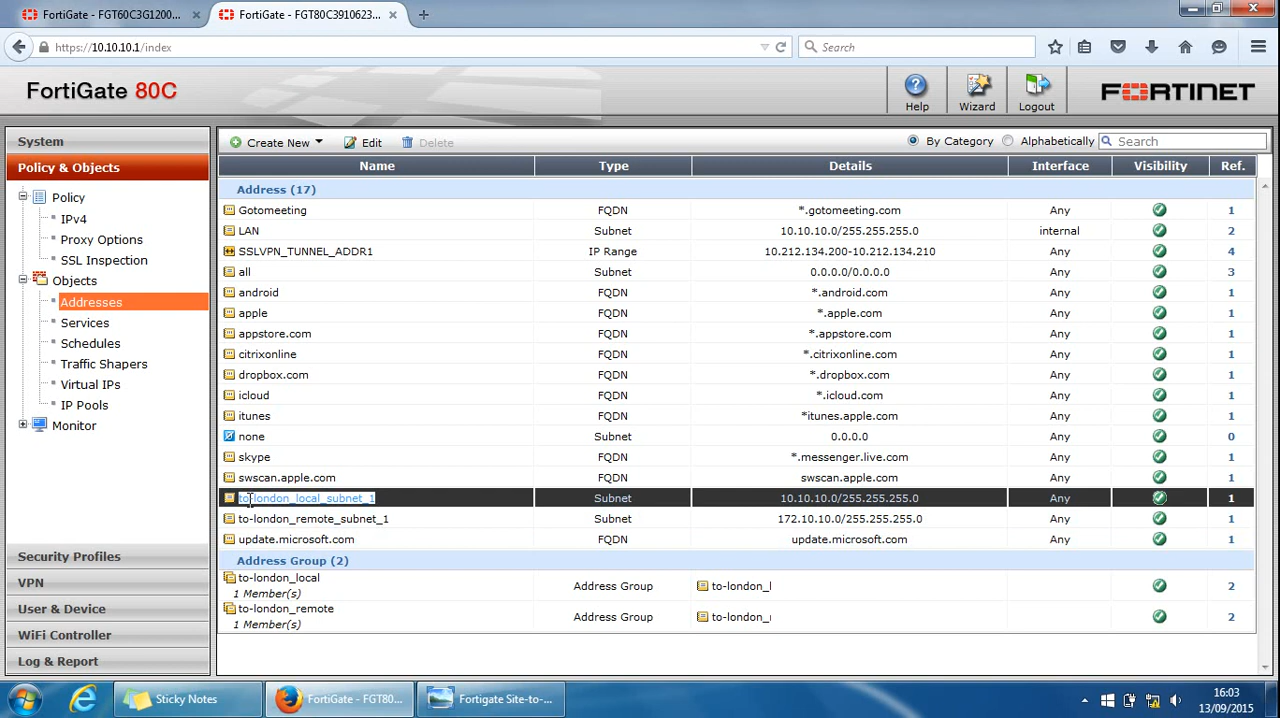 FortiGate - FGT60C3G1200...
FortiGate - FGT80C3910623...
https://10.10.10.1/index
Search
FortiGate 80C
Help
Wizard
Logout
FORTINET
System
Policy & Objects
Policy
IPv4
Proxy Options
SSL Inspection
Objects
Addresses
Services
Schedules
Traffic Shapers
Virtual IPs
IP Pools
Monitor
Security Profiles
VPN
User & Device
WiFi Controller
Log & Report
Create New Edit Delete By Category Alphabetically Search
Name Type Details Interface Visibility Ref.
Address (17)
Gotomeeting FQDN *.gotomeeting.com Any 1
LAN Subnet 10.10.10.0/255.255.255.0 internal 2
SSLVPN_TUNNEL_ADDR1 IP Range 10.212.134.200-10.212.134.210 Any 4
all Subnet 0.0.0.0/0.0.0.0 Any 3
android FQDN *.android.com Any 1
apple FQDN *.apple.com Any 1
appstore.com FQDN *.appstore.com Any 1
citrixonline FQDN *.citrixonline.com Any 1
dropbox.com FQDN *.dropbox.com Any 1
icloud FQDN *.icloud.com Any 1
itunes FQDN *itunes.apple.com Any 1
none Subnet 0.0.0.0 Any 0
skype FQDN *.messenger.live.com Any 1
swscan.apple.com FQDN swscan.apple.com Any 1
to-london_local_subnet_1 Subnet 10.10.10.0/255.255.255.0 Any 1
to-london_remote_subnet_1 Subnet 172.10.10.0/255.255.255.0 Any 1
update.microsoft.com FQDN update.microsoft.com Any 1
Address Group (2)
to-london_local
1 Member(s) Address Group to-london_l 2
to-london_remote
1 Member(s) Address Group to-london_r 2
Sticky Notes
FortiGate - FGT80...
Fortigate Site-to-...
16:03
13/09/2015